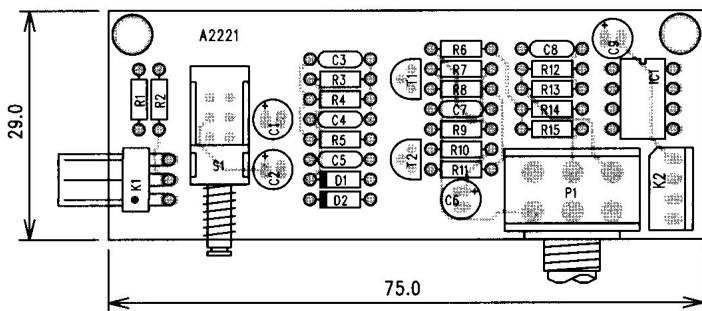 A2221
29.0
R1
R2
K1
S1
C1
C2
C3
R3
R4
C4
R5
C5
D1
D2
T1
T2
R6
R7
R8
C7
R9
R10
R11
C6
C8
R12
R13
R14
R15
C9
IC1
P1
K2
75.0